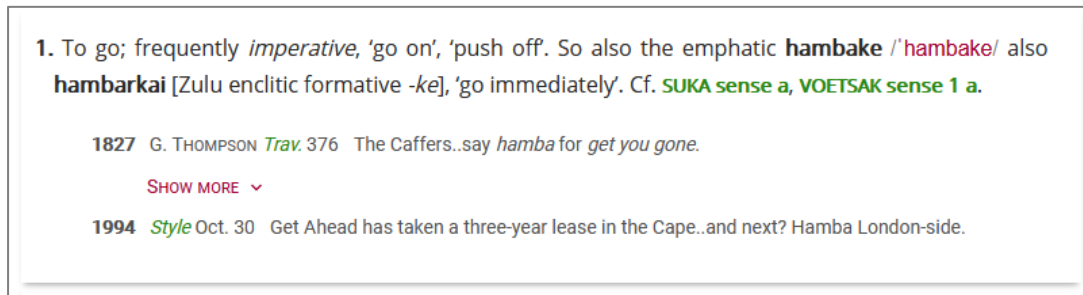 1. To go; frequently imperative, ‘go on’, ‘push off’. So also the emphatic hambake /ˈhambake/ also
hambarkai [Zulu enclitic formative -ke], ‘go immediately’. Cf. SUKA sense a, VOETSAK sense 1 a.
1827 G. THOMPSON Trav. 376 The Caffers..say hamba for get you gone.
SHOW MORE
1994 Style Oct. 30 Get Ahead has taken a three-year lease in the Cape..and next? Hamba London-side.